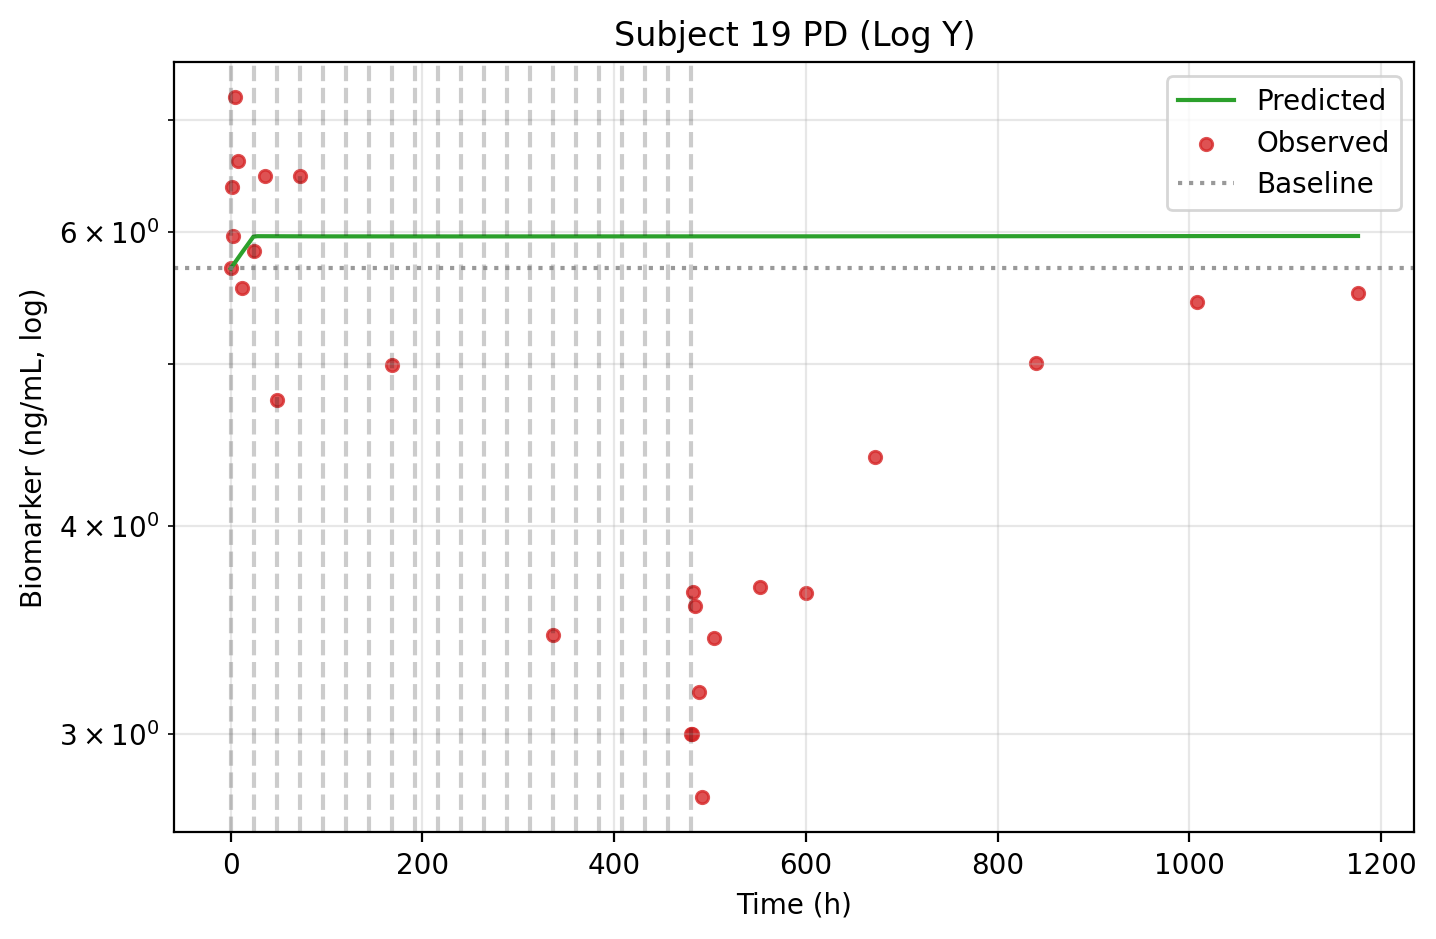 Subject 19 PD (Log Y)
Predicted
Observed
Baseline
6 × 10⁰
4 × 10⁰
3 × 10⁰
Biomarker (ng/mL, log)
0 200 400 600 800 1000 1200
Time (h)